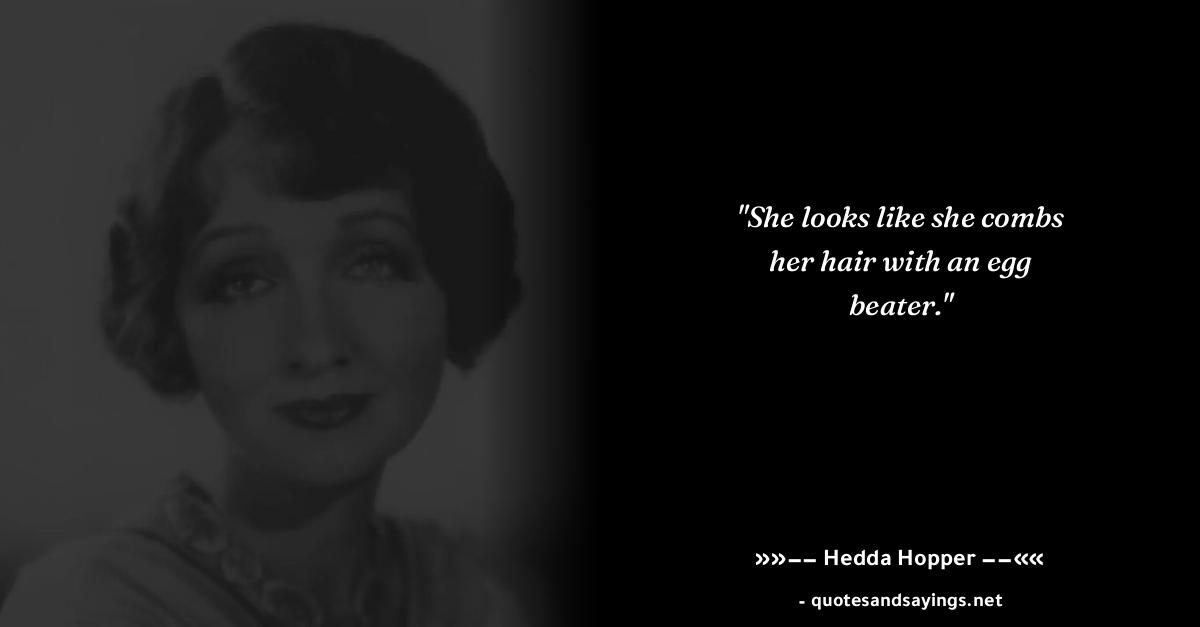 "She looks like she combs
her hair with an egg
beater."
»»−− Hedda Hopper −−««
- quotesandsayings.net